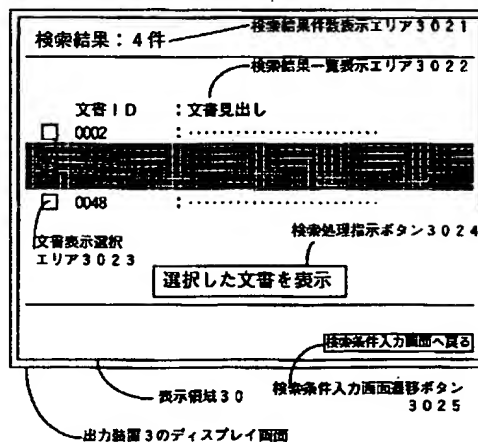 検索結果：4件
検索結果件数表示エリア3021
検索結果一覧表示エリア3022
文書ID ：文書見出し
0002 ：....................
0048 ：....................
文書表示選択
エリア3023
検索処理指示ボタン3024
選択した文書を表示
検索条件入力画面へ戻る
表示領域30
検索条件入力画面遷移ボタン
3025
出力装置3のディスプレイ画面